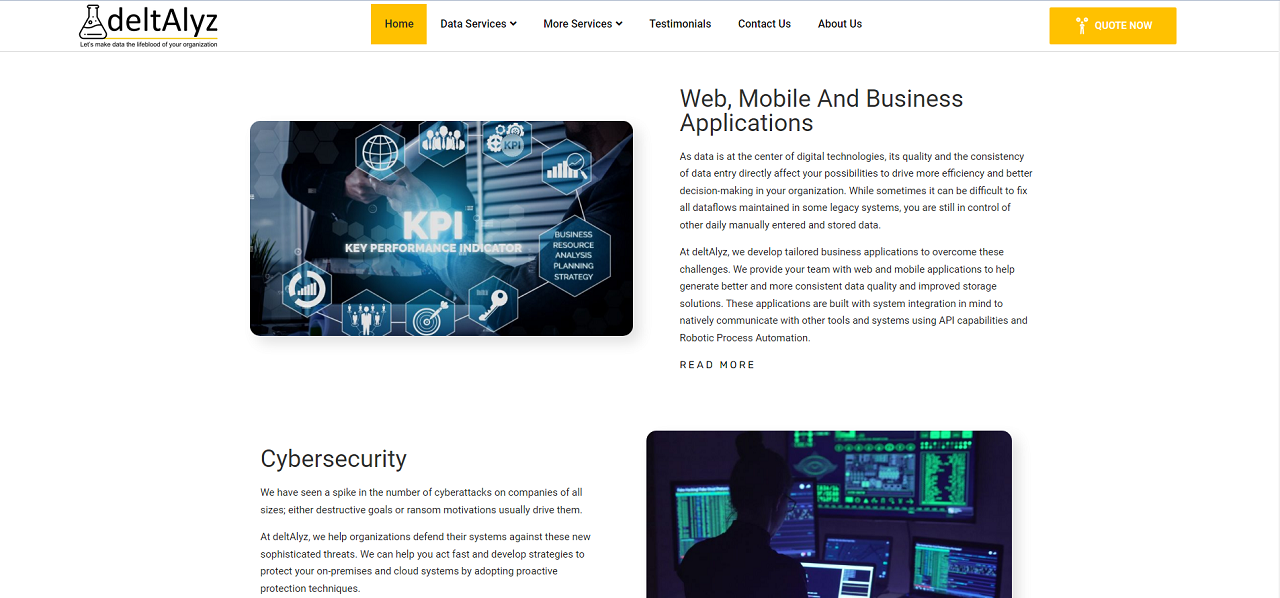 deltAlyz
Let's make data the lifeblood of your organization
Home
Data Services
More Services
Testimonials
Contact Us
About Us
QUOTE NOW
KPI
KPI
KEY PERFORMANCE INDICATOR
BUSINESS
RESOURCE
ANALYSIS
PLANNING
STRATEGY
Web, Mobile And Business
Applications
As data is at the center of digital technologies, its quality and the consistency
of data entry directly affect your possibilities to drive more efficiency and better
decision-making in your organization. While sometimes it can be difficult to fix
all dataflows maintained in some legacy systems, you are still in control of
other daily manually entered and stored data.
At deltAlyz, we develop tailored business applications to overcome these
challenges. We provide your team with web and mobile applications to help
generate better and more consistent data quality and improved storage
solutions. These applications are built with system integration in mind to
natively communicate with other tools and systems using API capabilities and
Robotic Process Automation.
READ MORE
Cybersecurity
We have seen a spike in the number of cyberattacks on companies of all
sizes; either destructive goals or ransom motivations usually drive them.
At deltAlyz, we help organizations defend their systems against these new
sophisticated threats. We can help you act fast and develop strategies to
protect your on-premises and cloud systems by adopting proactive
protection techniques.